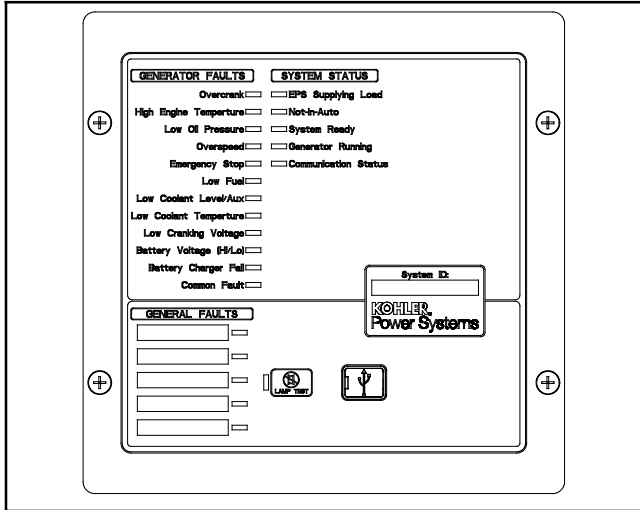 GENERATOR FAULTS
Overcrank
High Engine Temperture
Low Oil Pressure
Overspeed
Emergency Stop
Low Fuel
Low Coolant Level/Aux
Low Coolant Temperture
Low Cranking Voltage
Battery Voltage (Hi/Lo)
Battery Charger Fail
Common Fault
SYSTEM STATUS
EPS Supplying Load
Not-In-Auto
System Ready
Generator Running
Communication Status
System ID:
KOHLER
Power Systems
GENERAL FAULTS
LAMP TEST